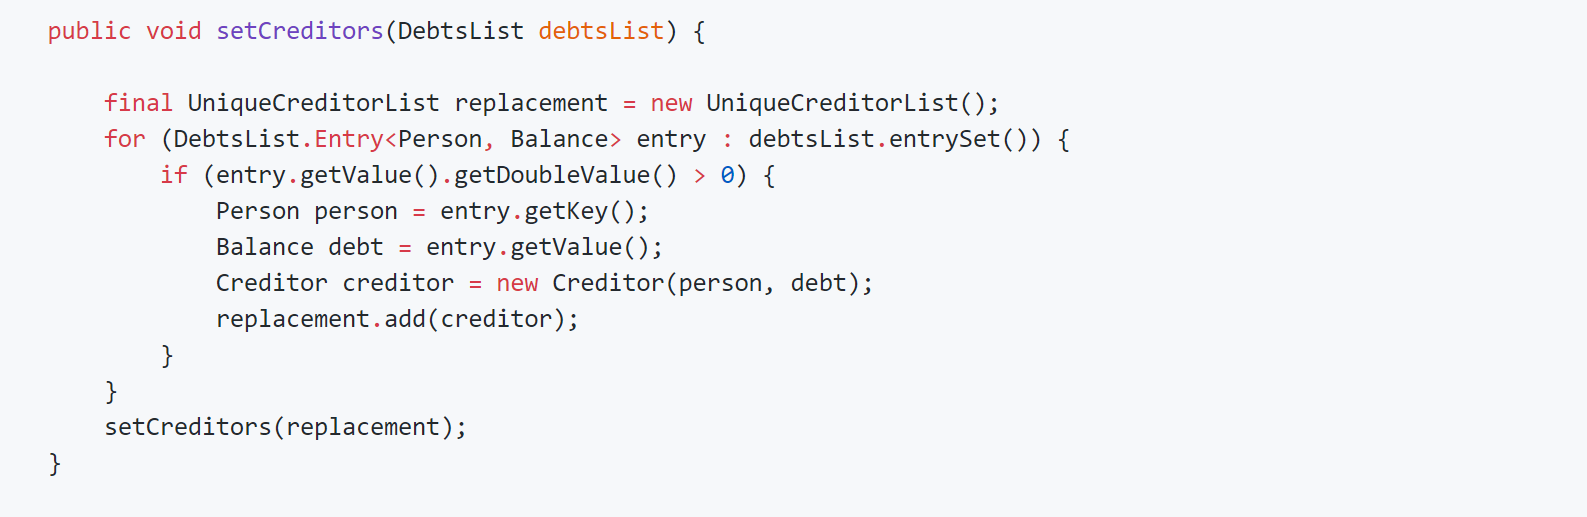 public void setCreditors(DebtsList debtsList) {
final UniqueCreditorList replacement = new UniqueCreditorList();
for (DebtsList.Entry<Person, Balance> entry : debtsList.entrySet()) {
if (entry.getValue().getDoubleValue() > 0) {
Person person = entry.getKey();
Balance debt = entry.getValue();
Creditor creditor = new Creditor(person, debt);
replacement.add(creditor);
}
}
setCreditors(replacement);
}